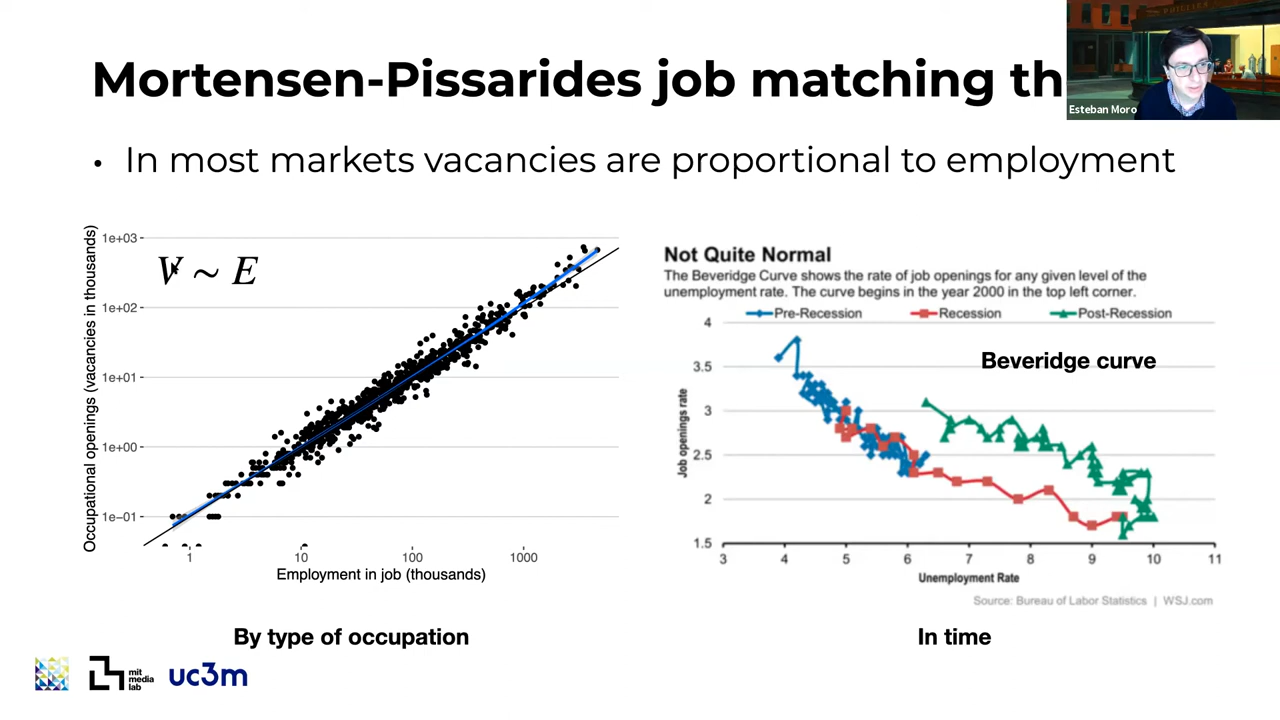 Mortensen-Pissarides job matching th
PHILLIES
Esteban Moro
• In most markets vacancies are proportional to employment
Occupational openings (vacancies in thousands)
1e+03
1e+02
1e+01
1e+00
1e−01
V ~ E
1 10 100 1000
Employment in job (thousands)
By type of occupation
Not Quite Normal
The Beveridge Curve shows the rate of job openings for any given level of the
unemployment rate. The curve begins in the year 2000 in the top left corner.
Pre-Recession Recession Post-Recession
Beveridge curve
Job openings rate
4
3.5
3
2.5
2
1.5
3 4 5 6 7 8 9 10 11
Unemployment Rate
Source: Bureau of Labor Statistics | WSJ.com
In time
mit
media
lab
uc3m